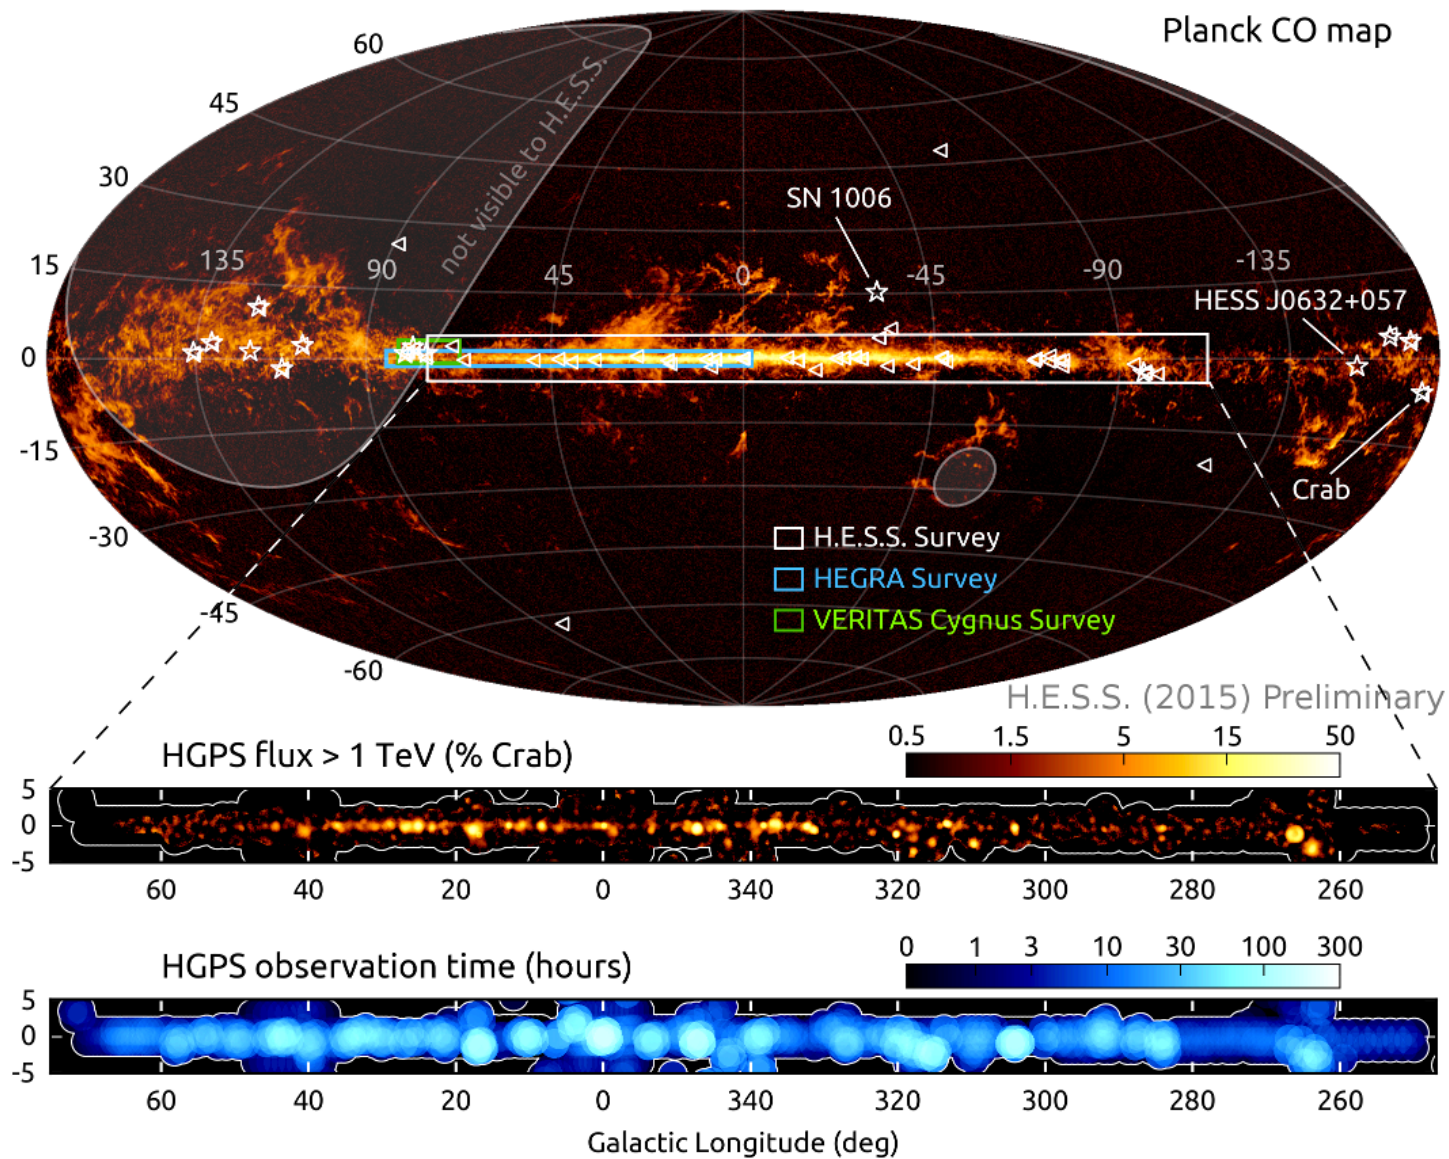 Planck CO map
60
45
30
15
0
-15
-30
-45
-60
not visible to H.E.S.S.
135
90
45
0
-45
-90
-135
SN 1006
HESS J0632+057
Crab
H.E.S.S. Survey
HEGRA Survey
VERITAS Cygnus Survey
H.E.S.S. (2015) Preliminary
HGPS flux > 1 TeV (% Crab)
0.5 1.5 5 15 50
5
0
-5
60 40 20 0 340 320 300 280 260
HGPS observation time (hours)
0 1 3 10 30 100 300
5
0
-5
60 40 20 0 340 320 300 280 260
Galactic Longitude (deg)